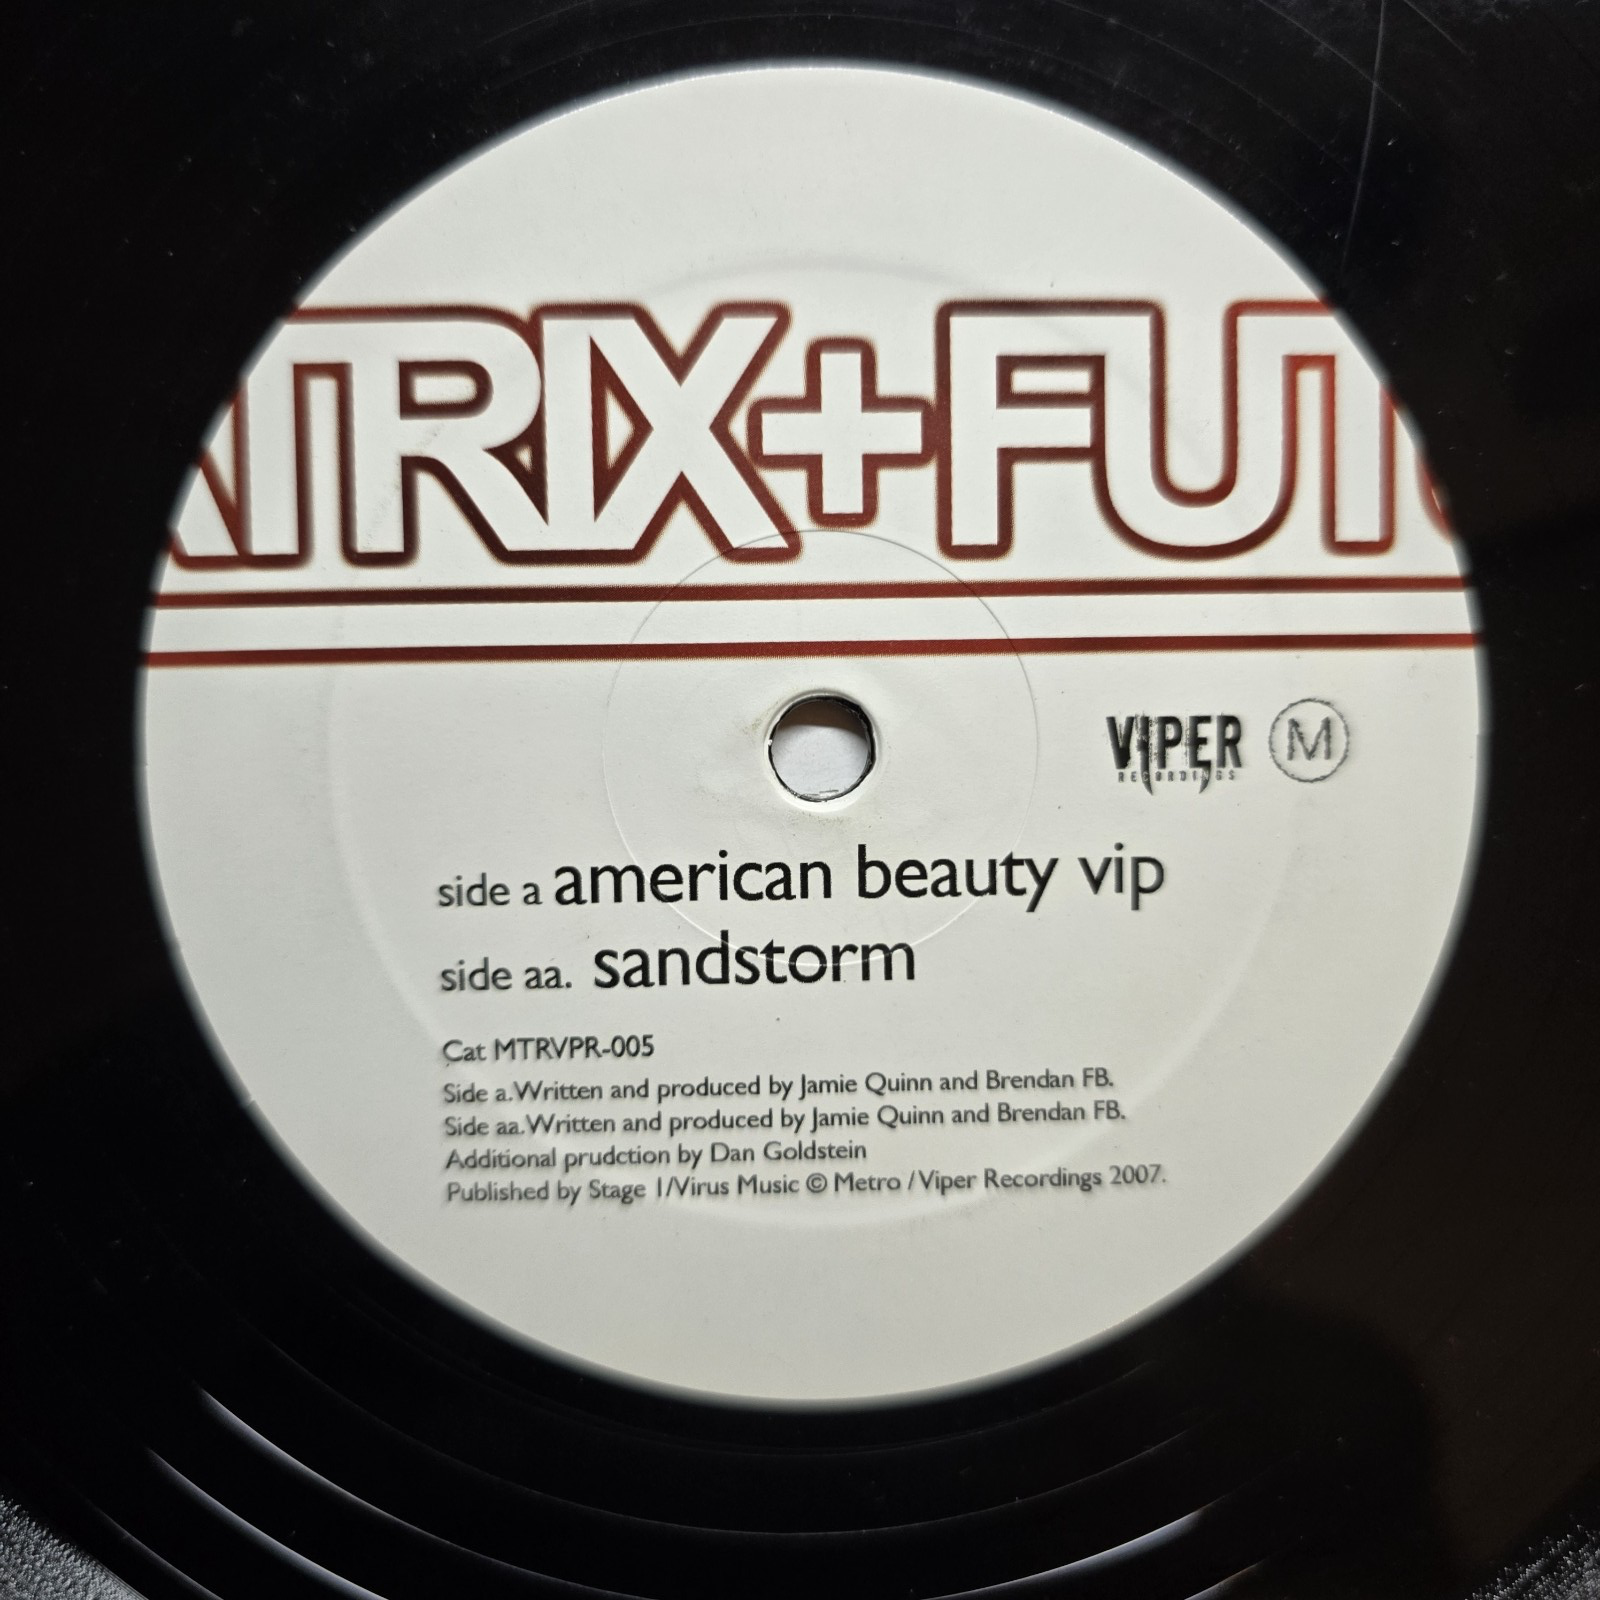 ATRIX+FUTU
VIPER
RECORDINGS
M
side a american beauty vip
side aa. sandstorm
Cat MTRVPR-005
Side a.Written and produced by Jamie Quinn and Brendan FB.
Side aa.Written and produced by Jamie Quinn and Brendan FB.
Additional prudction by Dan Goldstein
Published by Stage 1/Virus Music © Metro / Viper Recordings 2007.